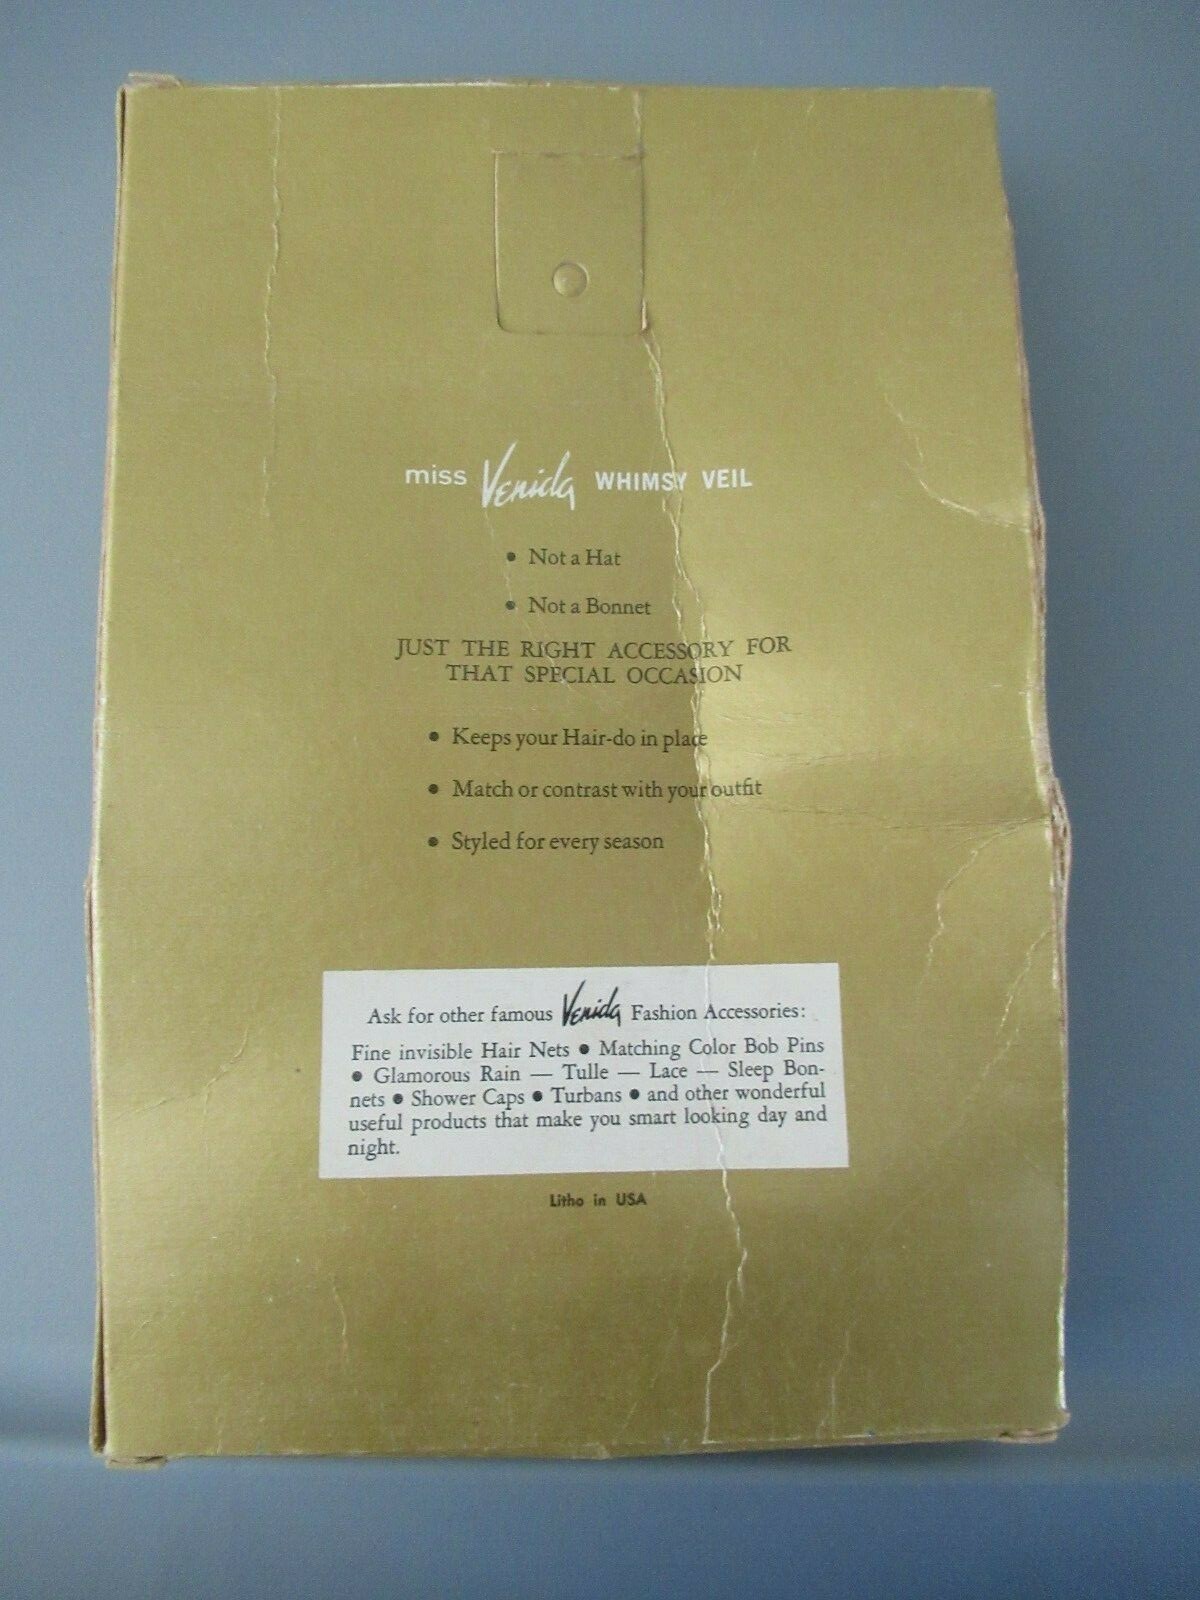 miss Venida WHIMSY VEIL
• Not a Hat
• Not a Bonnet
JUST THE RIGHT ACCESSORY FOR
THAT SPECIAL OCCASION
• Keeps your Hair-do in place
• Match or contrast with your outfit
• Styled for every season
Ask for other famous Venida Fashion Accessories:
Fine invisible Hair Nets • Matching Color Bob Pins
• Glamorous Rain — Tulle — Lace — Sleep Bon-
nets • Shower Caps • Turbans • and other wonderful
useful products that make you smart looking day and
night.
Litho in USA